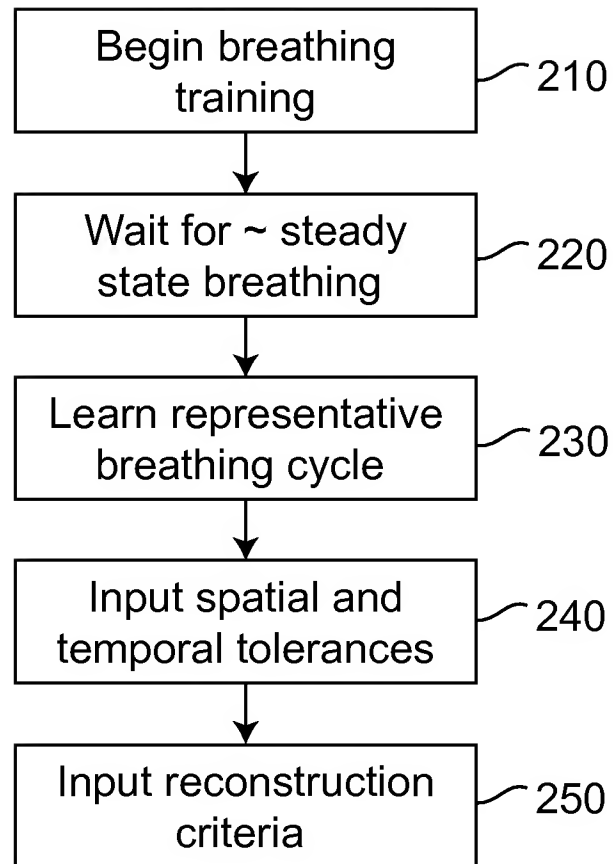 Begin breathing
training
210
Wait for ~ steady
state breathing
220
Learn representative
breathing cycle
230
Input spatial and
temporal tolerances
240
Input reconstruction
criteria
250